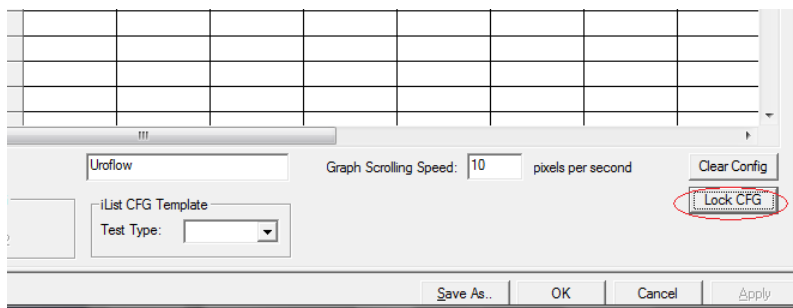 Uroflow Graph Scrolling Speed: 10 pixels per second Clear Config
Lock CFG
iList CFG Template
Test Type:
Save As.. OK Cancel Apply